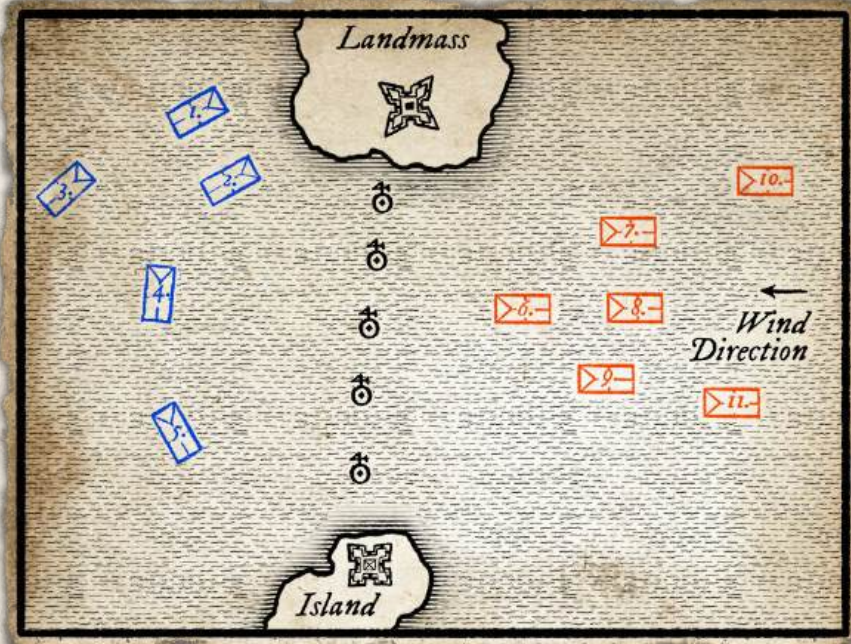 Landmass
1.
2.
3.
10.
7.
4.
6.
8.
Wind
Direction
9.
11.
5.
Island